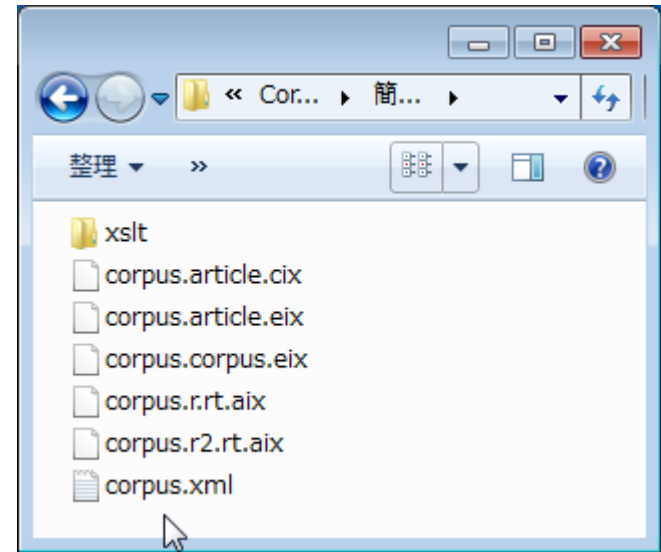 « Cor... ▸ 簡... ▸
整理 ▼ »
xslt
corpus.article.cix
corpus.article.eix
corpus.corpus.eix
corpus.r.rt.aix
corpus.r2.rt.aix
corpus.xml